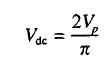 V_dc = 2V_p / π